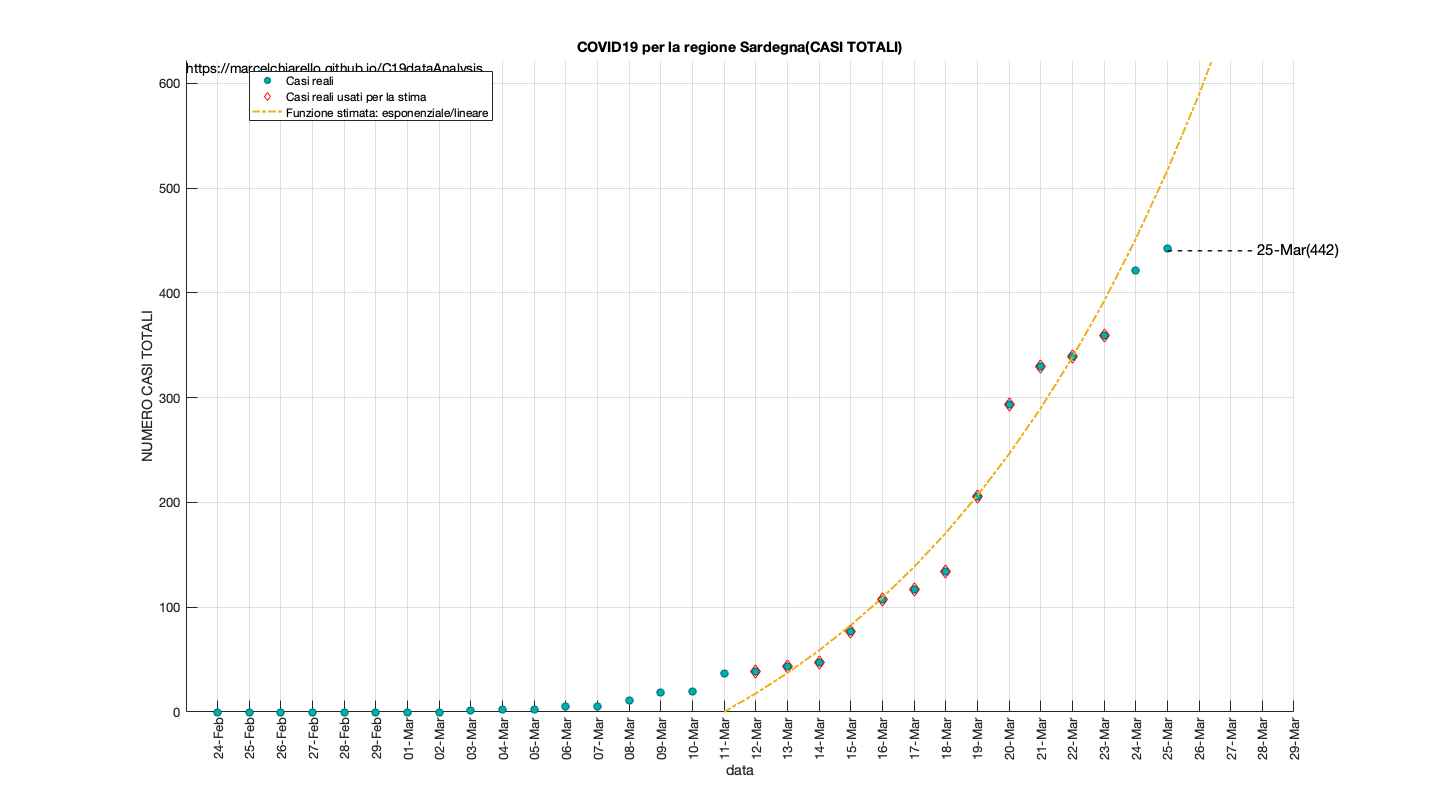 COVID19 per la regione Sardegna(CASI TOTALI)
https://marcelchiarello.github.io/C19dataAnalysis
Casi reali
Casi reali usati per la stima
Funzione stimata: esponenziale/lineare
600
500
400
300
200
100
0
NUMERO CASI TOTALI
25-Mar(442)
24-Feb
25-Feb
26-Feb
27-Feb
28-Feb
29-Feb
01-Mar
02-Mar
03-Mar
04-Mar
05-Mar
06-Mar
07-Mar
08-Mar
09-Mar
10-Mar
11-Mar
12-Mar
13-Mar
14-Mar
15-Mar
16-Mar
17-Mar
18-Mar
19-Mar
20-Mar
21-Mar
22-Mar
23-Mar
24-Mar
25-Mar
26-Mar
27-Mar
28-Mar
29-Mar
data